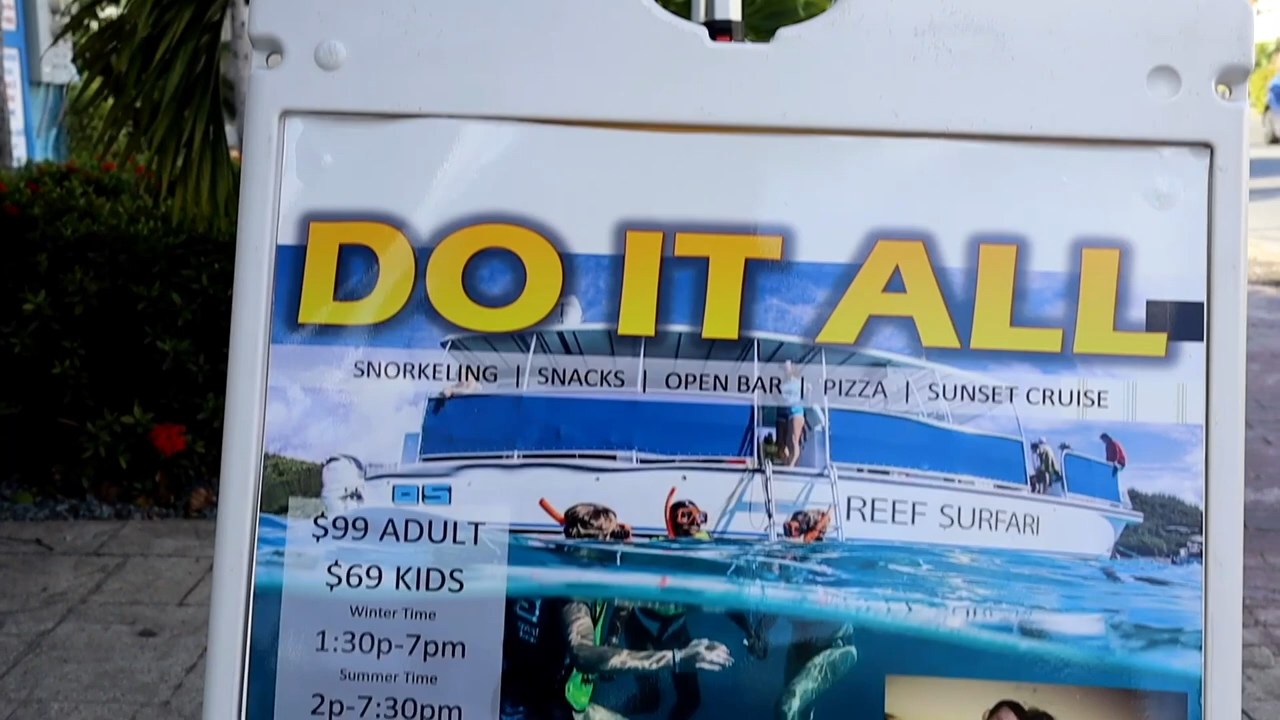 DO IT ALL
SNORKELING | SNACKS | OPEN BAR | PIZZA | SUNSET CRUISE
REEF SURFARI
$99 ADULT
$69 KIDS
Winter Time
1:30p-7pm
Summer Time
2p-7:30pm